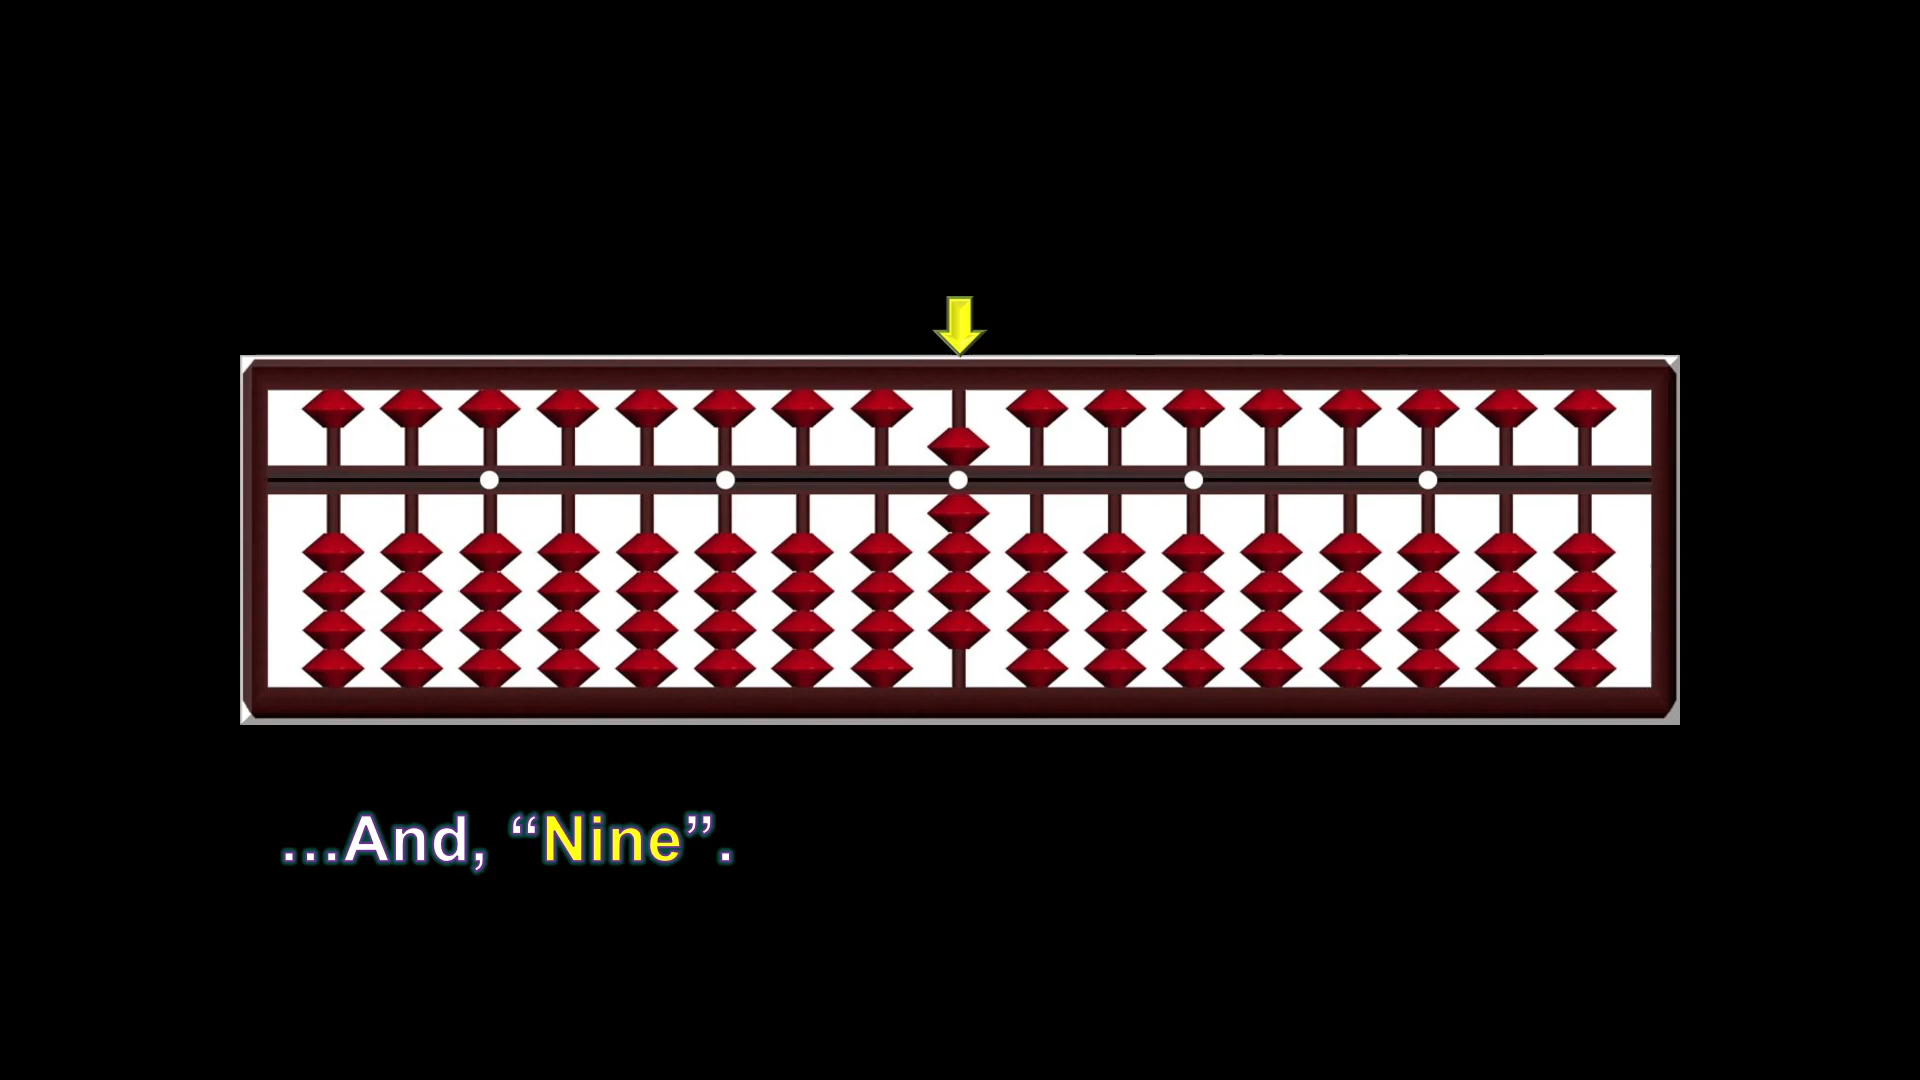 …And, “Nine”.